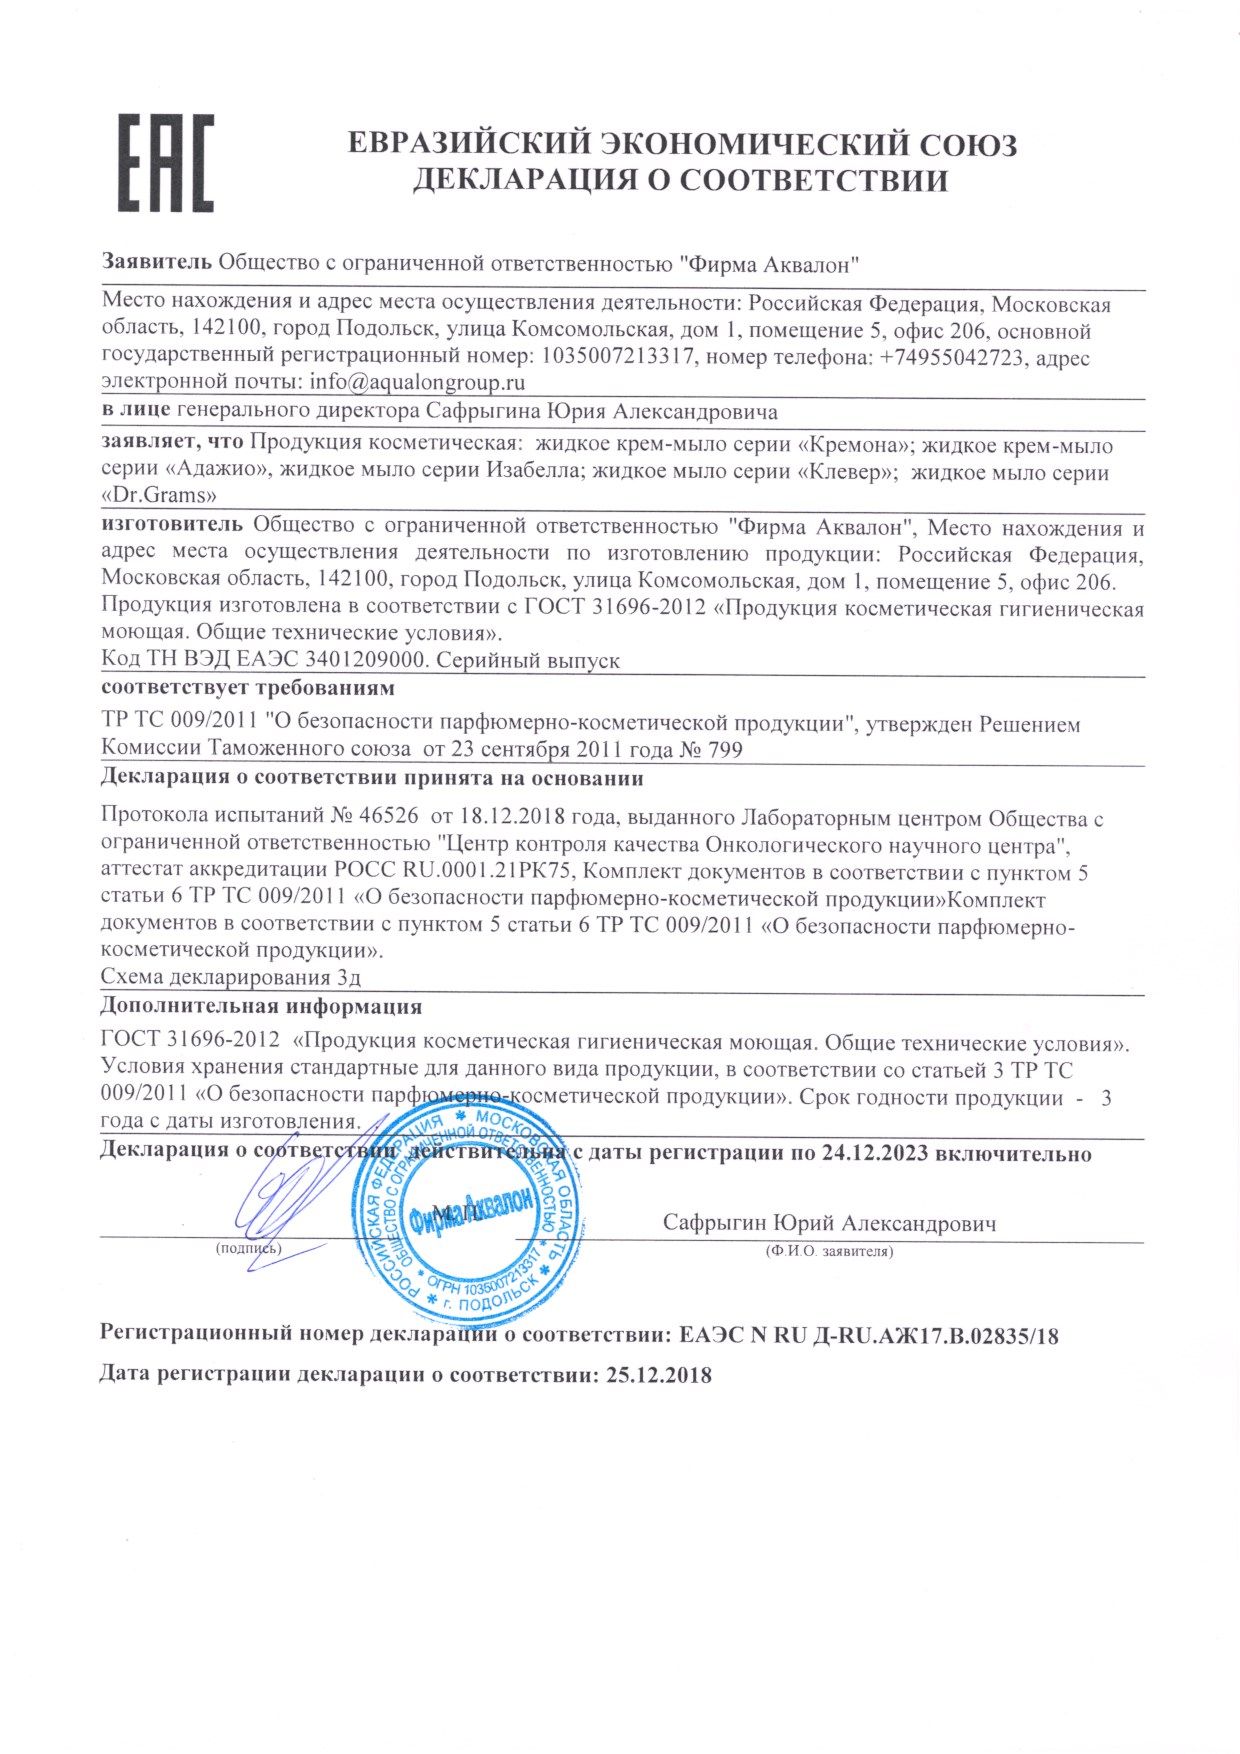 ЕАС
ЕВРАЗИЙСКИЙ ЭКОНОМИЧЕСКИЙ СОЮЗ
ДЕКЛАРАЦИЯ О СООТВЕТСТВИИ
Заявитель Общество с ограниченной ответственностью "Фирма Аквалон"
Место нахождения и адрес места осуществления деятельности: Российская Федерация, Московская
область, 142100, город Подольск, улица Комсомольская, дом 1, помещение 5, офис 206, основной
государственный регистрационный номер: 1035007213317, номер телефона: +74955042723, адрес
электронной почты: info@aqualongroup.ru
в лице генерального директора Сафрыгина Юрия Александровича
заявляет, что Продукция косметическая: жидкое крем-мыло серии «Кремона»; жидкое крем-мыло
серии «Адажио», жидкое мыло серии Изабелла; жидкое мыло серии «Клевер»; жидкое мыло серии
«Dr.Grams»
изготовитель Общество с ограниченной ответственностью "Фирма Аквалон", Место нахождения и
адрес места осуществления деятельности по изготовлению продукции: Российская Федерация,
Московская область, 142100, город Подольск, улица Комсомольская, дом 1, помещение 5, офис 206.
Продукция изготовлена в соответствии с ГОСТ 31696-2012 «Продукция косметическая гигиеническая
моющая. Общие технические условия».
Код ТН ВЭД ЕАЭС 3401209000. Серийный выпуск
соответствует требованиям
ТР ТС 009/2011 "О безопасности парфюмерно-косметической продукции", утвержден Решением
Комиссии Таможенного союза от 23 сентября 2011 года № 799
Декларация о соответствии принята на основании
Протокола испытаний № 46526 от 18.12.2018 года, выданного Лабораторным центром Общества с
ограниченной ответственностью "Центр контроля качества Онкологического научного центра",
аттестат аккредитации РОСС RU.0001.21РК75, Комплект документов в соответствии с пунктом 5
статьи 6 ТР ТС 009/2011 «О безопасности парфюмерно-косметической продукции»Комплект
документов в соответствии с пунктом 5 статьи 6 ТР ТС 009/2011 «О безопасности парфюмерно-
косметической продукции».
Схема декларирования 3д
Дополнительная информация
ГОСТ 31696-2012 «Продукция косметическая гигиеническая моющая. Общие технические условия».
Условия хранения стандартные для данного вида продукции, в соответствии со статьей 3 ТР ТС
009/2011 «О безопасности парфюмерно-косметической продукции». Срок годности продукции - 3
года с даты изготовления.
Декларация о соответствии действительна с даты регистрации по 24.12.2023 включительно
РОССИЙСКАЯ ФЕДЕРАЦИЯ * МОСКОВСКАЯ ОБЛАСТЬ * г. ПОДОЛЬСК *
ОБЩЕСТВО С ОГРАНИЧЕННОЙ ОТВЕТСТВЕННОСТЬЮ * ОГРН 1035007213317 *
Фирма Аквалон
М.П.
Сафрыгин Юрий Александрович
(подпись)
(Ф.И.О. заявителя)
Регистрационный номер декларации о соответствии: ЕАЭС N RU Д-RU.АЖ17.В.02835/18
Дата регистрации декларации о соответствии: 25.12.2018